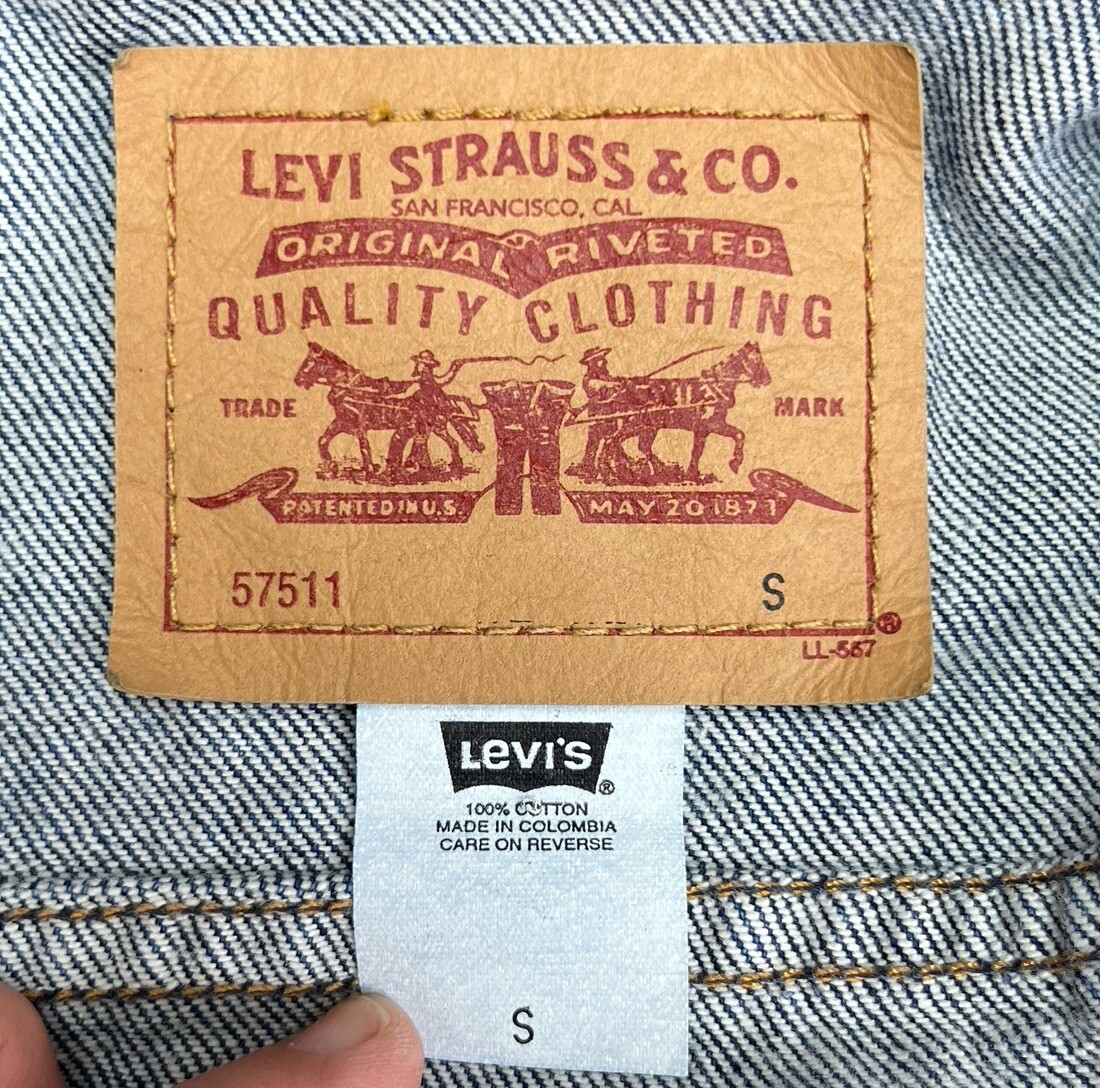 LEVI STRAUSS & CO.
SAN FRANCISCO, CAL.
ORIGINAL RIVETED
QUALITY CLOTHING
TRADE MARK
PATENTED IN U.S. MAY 20 1873
57511 S
®
LL-567
LEVI'S ®
100% COTTON
MADE IN COLOMBIA
CARE ON REVERSE
S